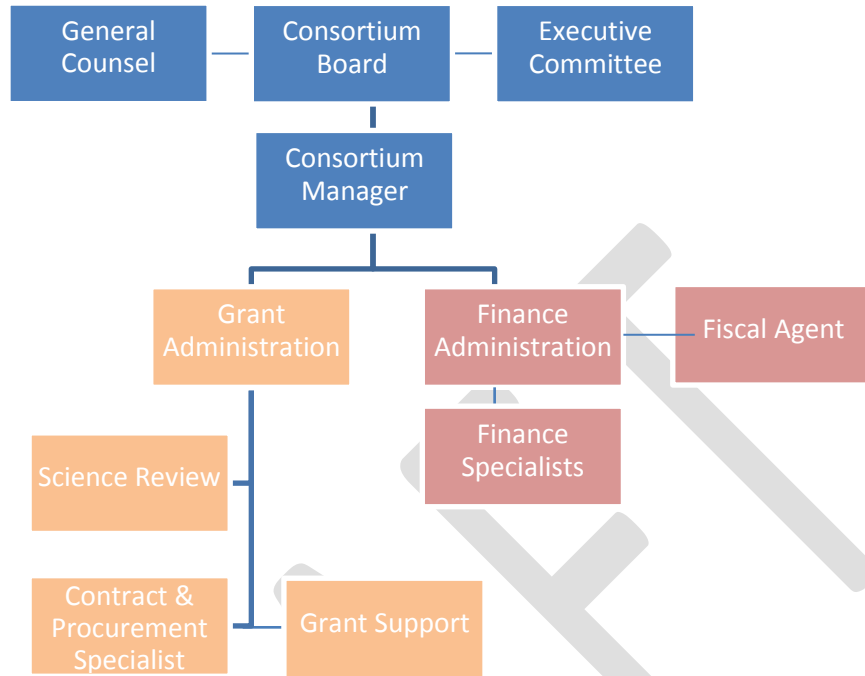 General
Counsel
Consortium
Board
Executive
Committee
Consortium
Manager
Grant
Administration
Finance
Administration
Fiscal Agent
Finance
Specialists
Science Review
Contract &
Procurement
Specialist
Grant Support